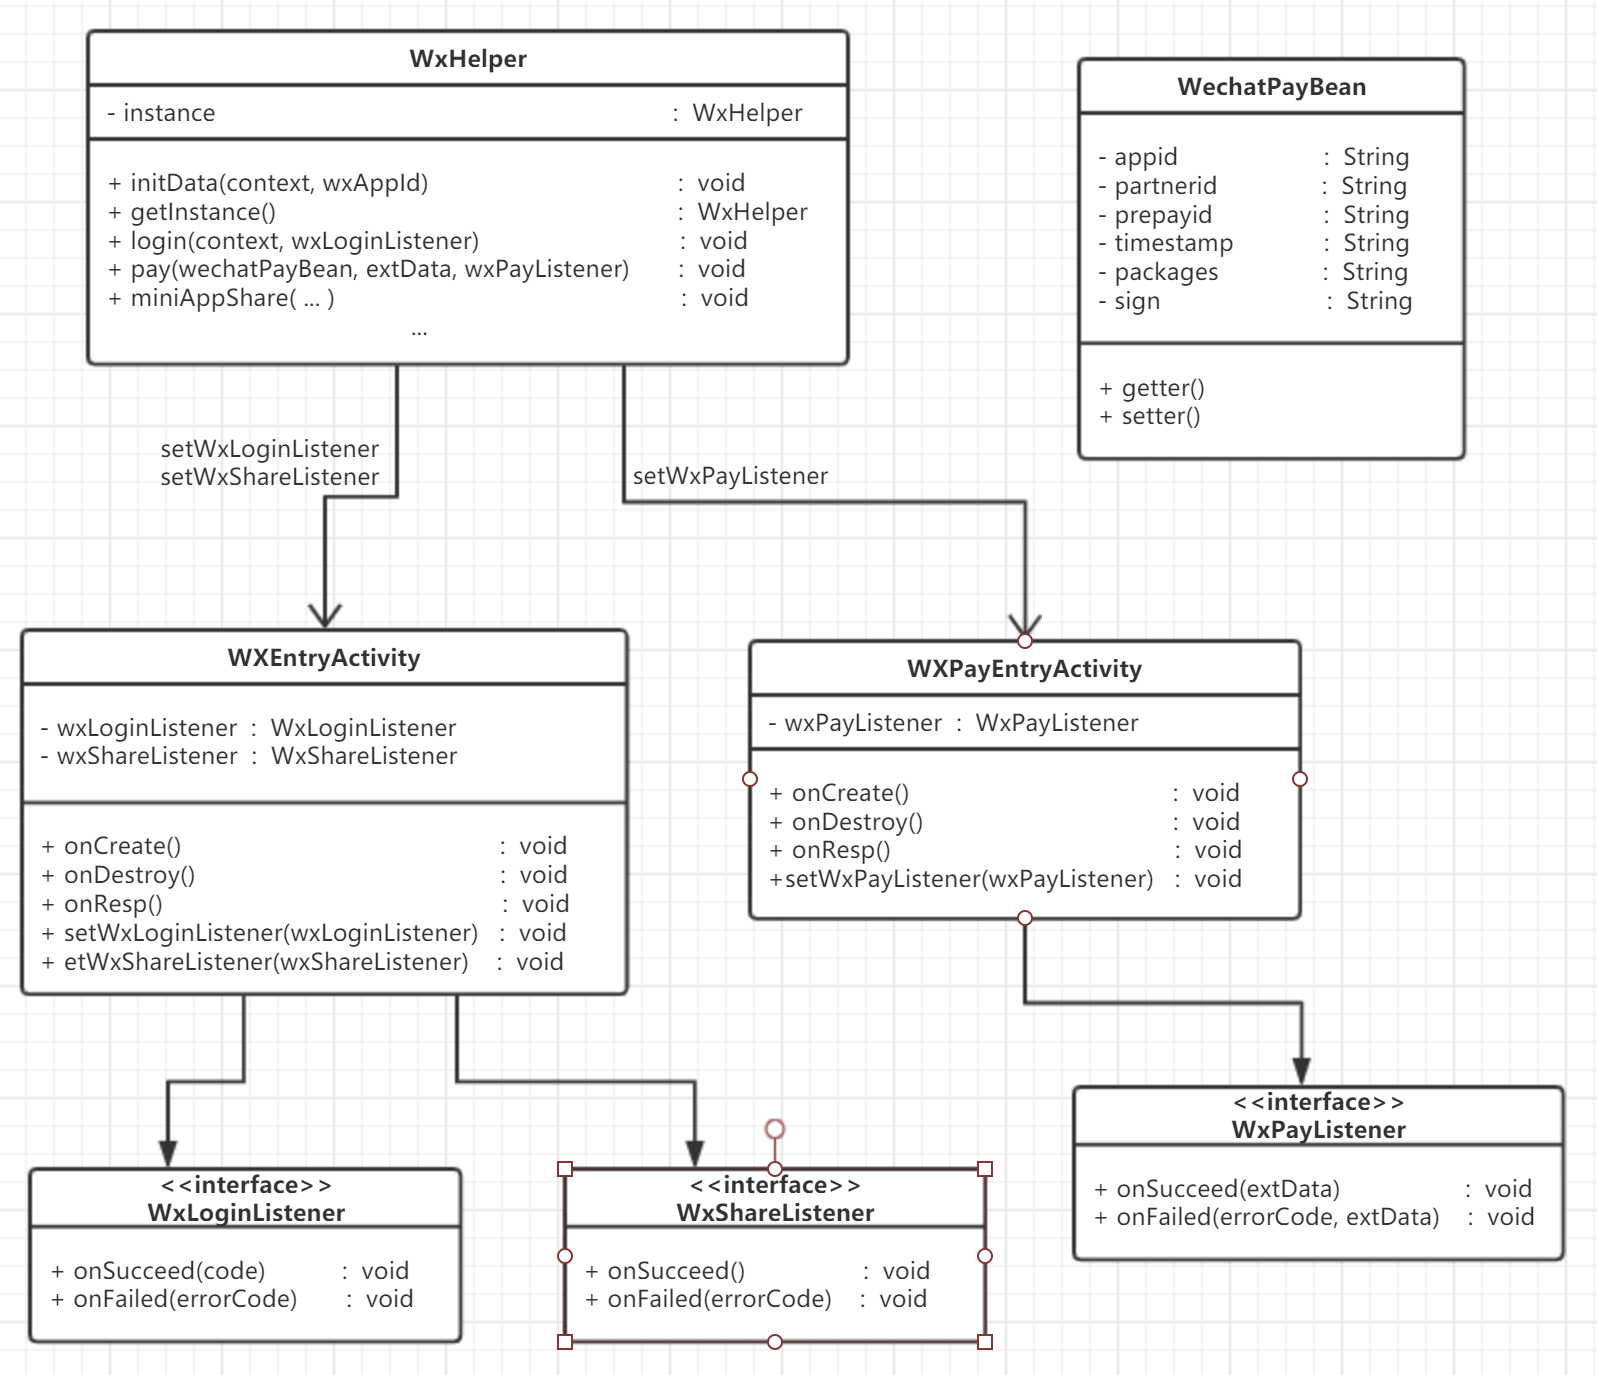 WxHelper
- instance : WxHelper
+ initData(context, wxAppId) : void
+ getInstance() : WxHelper
+ login(context, wxLoginListener) : void
+ pay(wechatPayBean, extData, wxPayListener) : void
+ miniAppShare( ... ) : void
...
WechatPayBean
- appid : String
- partnerid : String
- prepayid : String
- timestamp : String
- packages : String
- sign : String
+ getter()
+ setter()
setWxLoginListener
setWxShareListener
setWxPayListener
WXEntryActivity
- wxLoginListener : WxLoginListener
- wxShareListener : WxShareListener
+ onCreate() : void
+ onDestroy() : void
+ onResp() : void
+ setWxLoginListener(wxLoginListener) : void
+ etWxShareListener(wxShareListener) : void
WXPayEntryActivity
- wxPayListener : WxPayListener
+ onCreate() : void
+ onDestroy() : void
+ onResp() : void
+setWxPayListener(wxPayListener) : void
<<interface>>
WxLoginListener
+ onSucceed(code) : void
+ onFailed(errorCode) : void
<<interface>>
WxShareListener
+ onSucceed() : void
+ onFailed(errorCode) : void
<<interface>>
WxPayListener
+ onSucceed(extData) : void
+ onFailed(errorCode, extData) : void